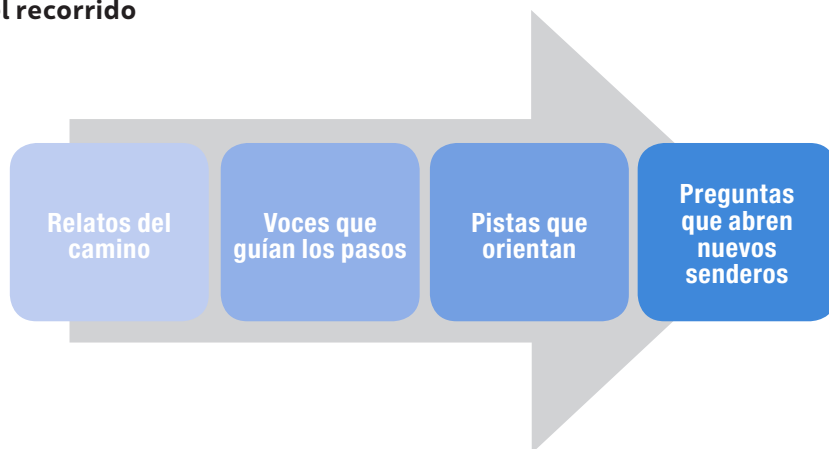 l recorrido
Relatos del
camino
Voces que
guían los pasos
Pistas que
orientan
Preguntas
que abren
nuevos
senderos